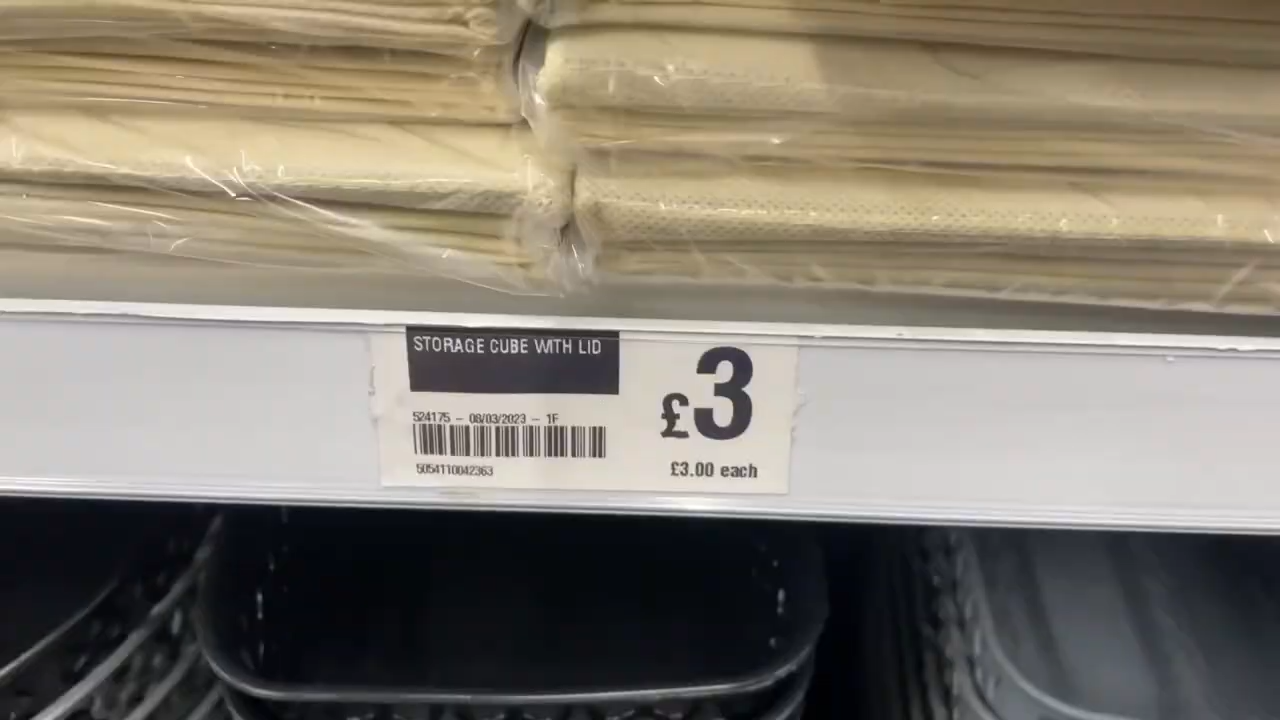 STORAGE CUBE WITH LID
£3
524175 - 08/03/2023 - 1F
5054110042363
£3.00 each